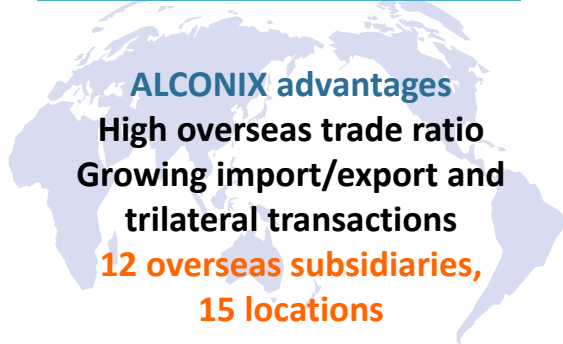 ALCONIX advantages
High overseas trade ratio
Growing import/export and
trilateral transactions
12 overseas subsidiaries,
15 locations